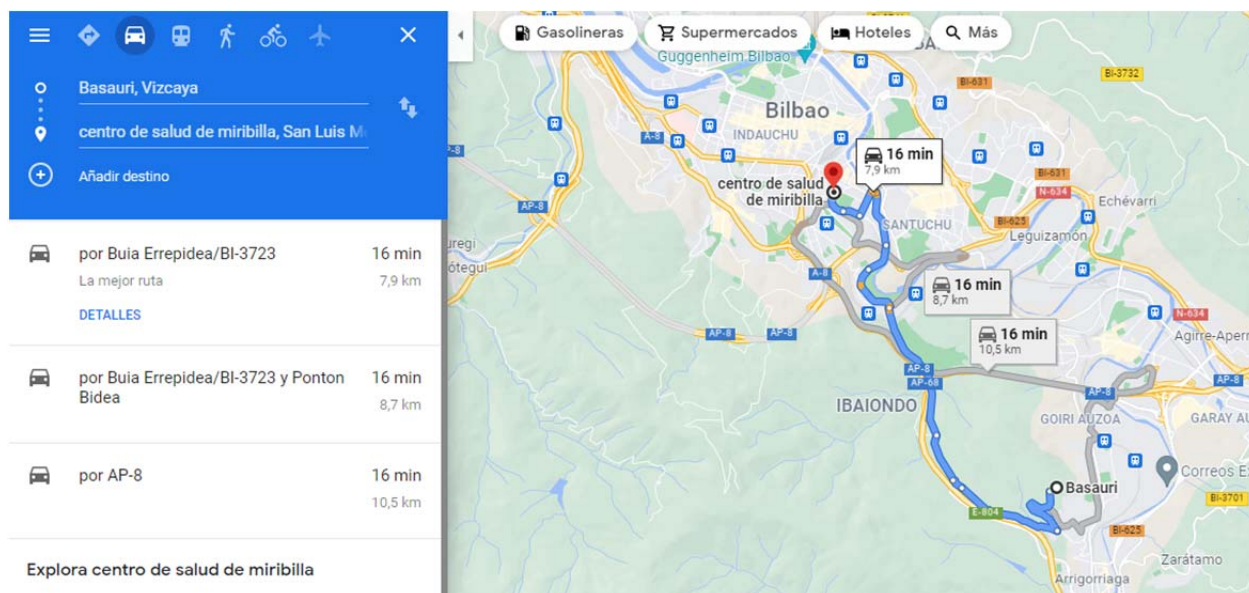 Basauri, Vizcaya
centro de salud de miribilla, San Luis M
Añadir destino
por Buia Errepidea/BI-3723
16 min
La mejor ruta
7,9 km
DETALLES
por Buia Errepidea/BI-3723 y Ponton
Bidea
16 min
8,7 km
por AP-8
16 min
10,5 km
Explora centro de salud de miribilla
Gasolineras
Supermercados
Hoteles
Más
Guggenheim Bilbao
BI-631
BI-3732
Bilbao
INDAUCHU
A-8
16 min
7,9 km
centro de salud
de miribilla
BI-631
N-634
Echévarri
AP-8
SANTUCHU
BI-625
Leguizamón
A-8
16 min
8,7 km
N-634
16 min
10,5 km
AP-8
AP-8
AP-8
AP-68
AP-8
AP-8
IBAIONDO
GOIRI AUZOA
Basauri
BI-3701
E-804
BI-625
Zarátamo
Arrigorriaga